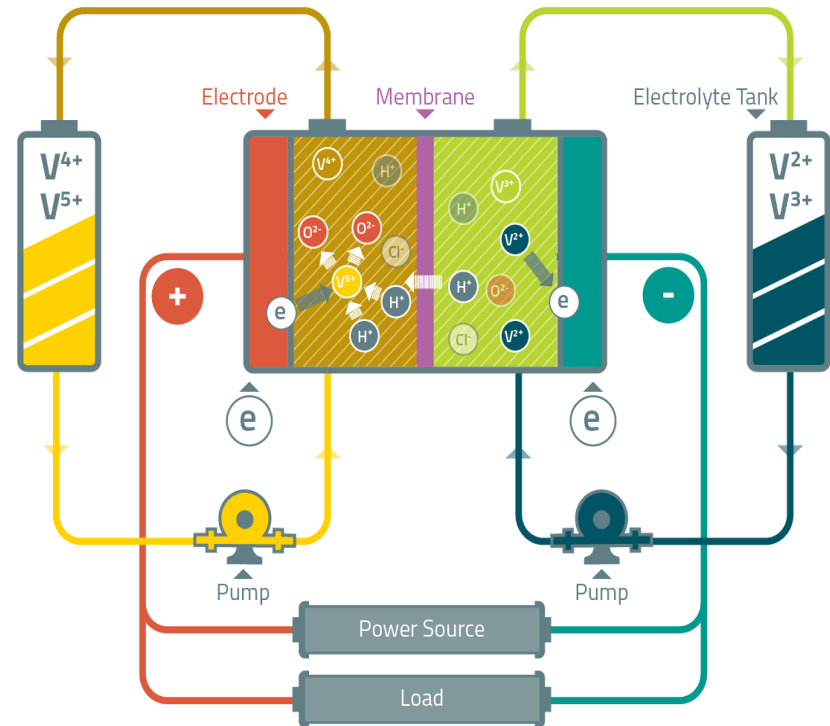 Electrode
Membrane
Electrolyte Tank
V⁴⁺
V⁵⁺
V²⁺
V³⁺
V⁴⁺
H⁺
V³⁺
H⁺
O²⁻
O²⁻
V²⁺
Cl⁻
V⁵⁺
H⁺
O²⁻
+
-
e
H⁺
e
H⁺
Cl⁻
V²⁺
e
e
Pump
Pump
Power Source
Load